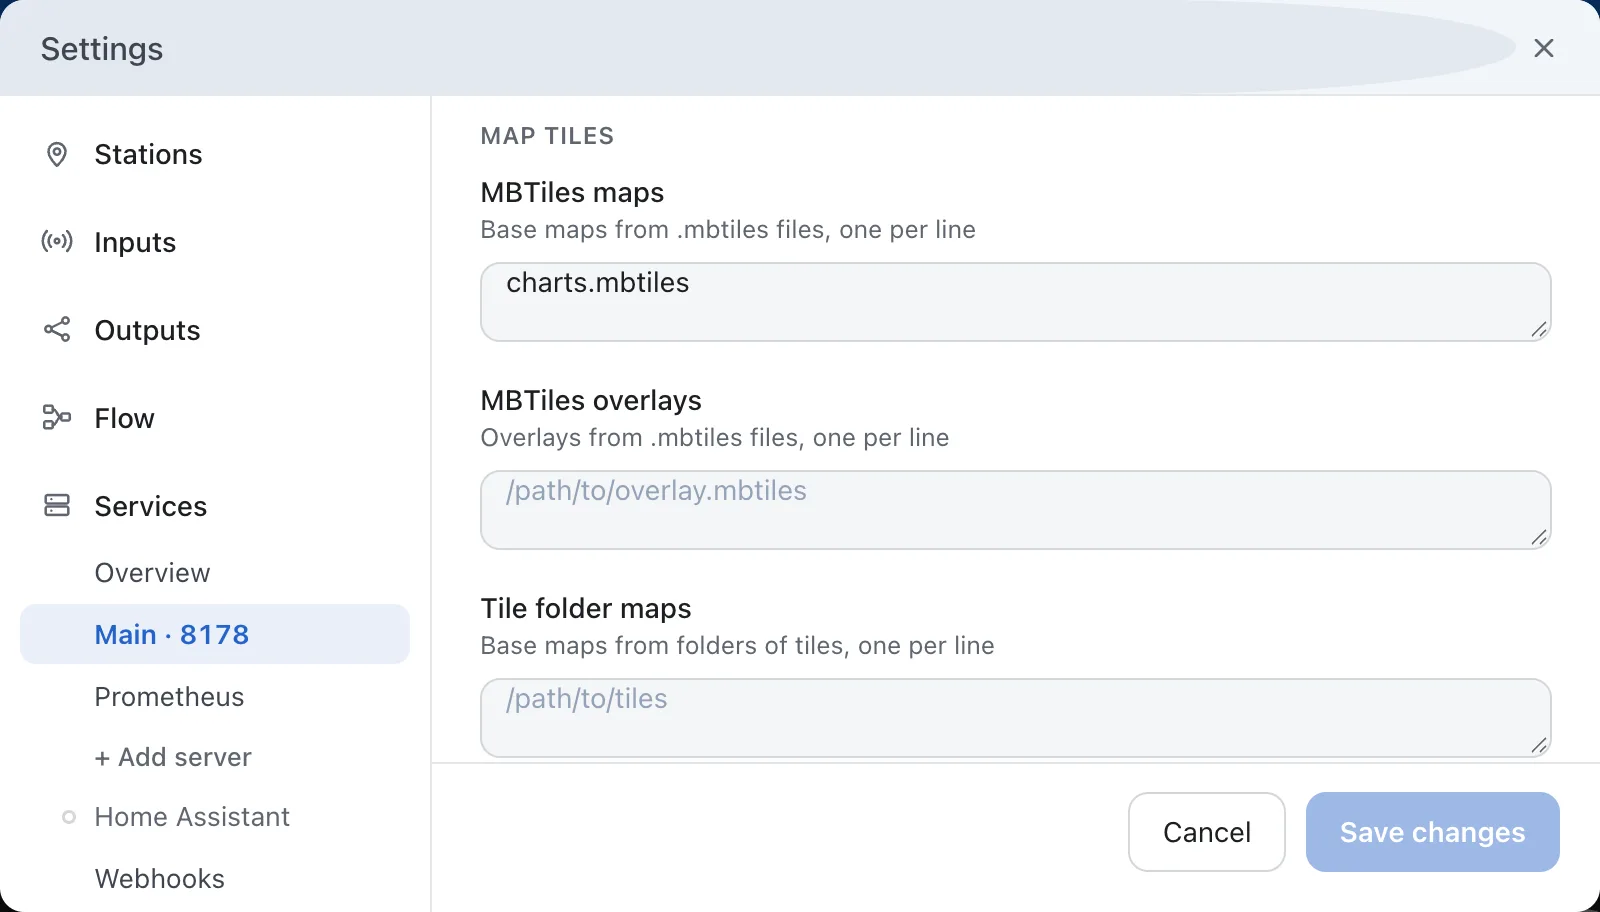 Settings
Stations
Inputs
Outputs
Flow
Services
Overview
Main · 8178
Prometheus
+ Add server
Home Assistant
Webhooks
MAP TILES
MBTiles maps
Base maps from .mbtiles files, one per line
charts.mbtiles
MBTiles overlays
Overlays from .mbtiles files, one per line
/path/to/overlay.mbtiles
Tile folder maps
Base maps from folders of tiles, one per line
/path/to/tiles
Cancel
Save changes